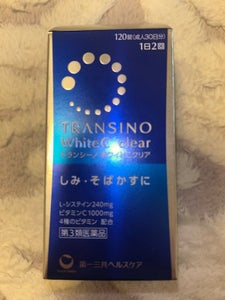 120錠(成人30日分)
1日2回
TRANSINO
White C clear
トランシーノ ホワイトCクリア
しみ・そばかすに
L-システイン240mg
ビタミンC1000mg
4種のビタミン 配合
第3類医薬品
第一三共ヘルスケア